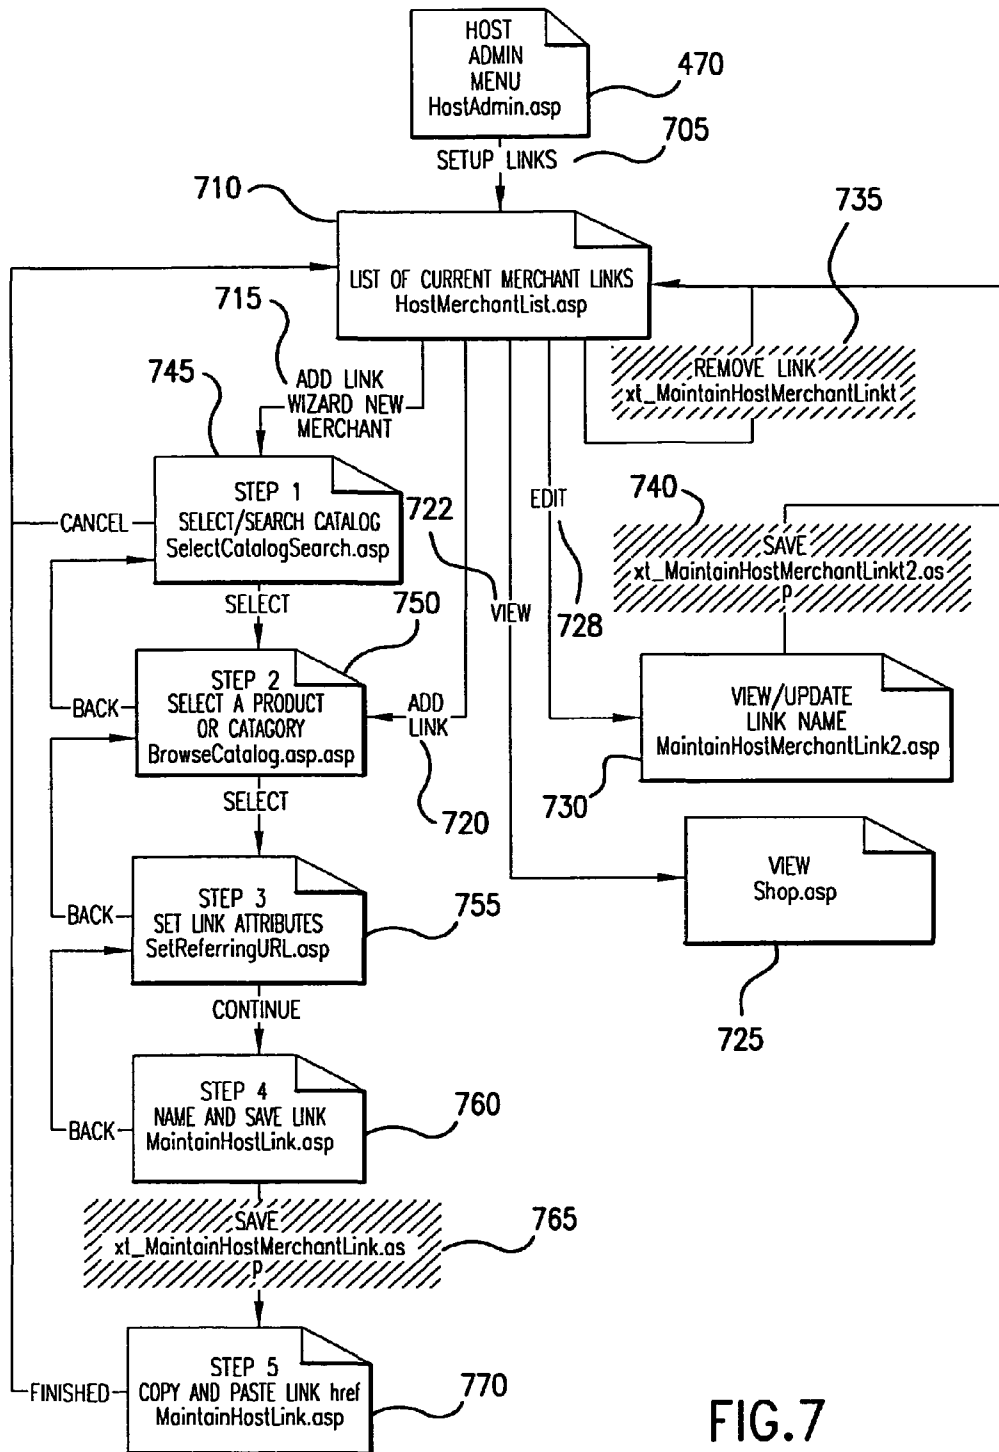 HOST
ADMIN
MENU
HostAdmin.asp
470
SETUP LINKS
705
710
LIST OF CURRENT MERCHANT LINKS
HostMerchantList.asp
735
REMOVE LINK
xt_MaintainHostMerchantLinkt
715
ADD LINK
WIZARD NEW
MERCHANT
745
STEP 1
SELECT/SEARCH CATALOG
SelectCatalogSearch.asp
CANCEL
722
VIEW
EDIT
728
740
SAVE
xt_MaintainHostMerchantLinkt2.as
p
SELECT
750
STEP 2
SELECT A PRODUCT
OR CATAGORY
BrowseCatalog.asp.asp
BACK
ADD
LINK
720
VIEW/UPDATE
LINK NAME
MaintainHostMerchantLink2.asp
730
SELECT
VIEW
Shop.asp
725
STEP 3
SET LINK ATTRIBUTES
SetReferringURL.asp
BACK
755
CONTINUE
STEP 4
NAME AND SAVE LINK
MaintainHostLink.asp
BACK
760
SAVE
xt_MaintainHostMerchantLink.as
p
765
STEP 5
COPY AND PASTE LINK href
MaintainHostLink.asp
FINISHED
770
FIG.7